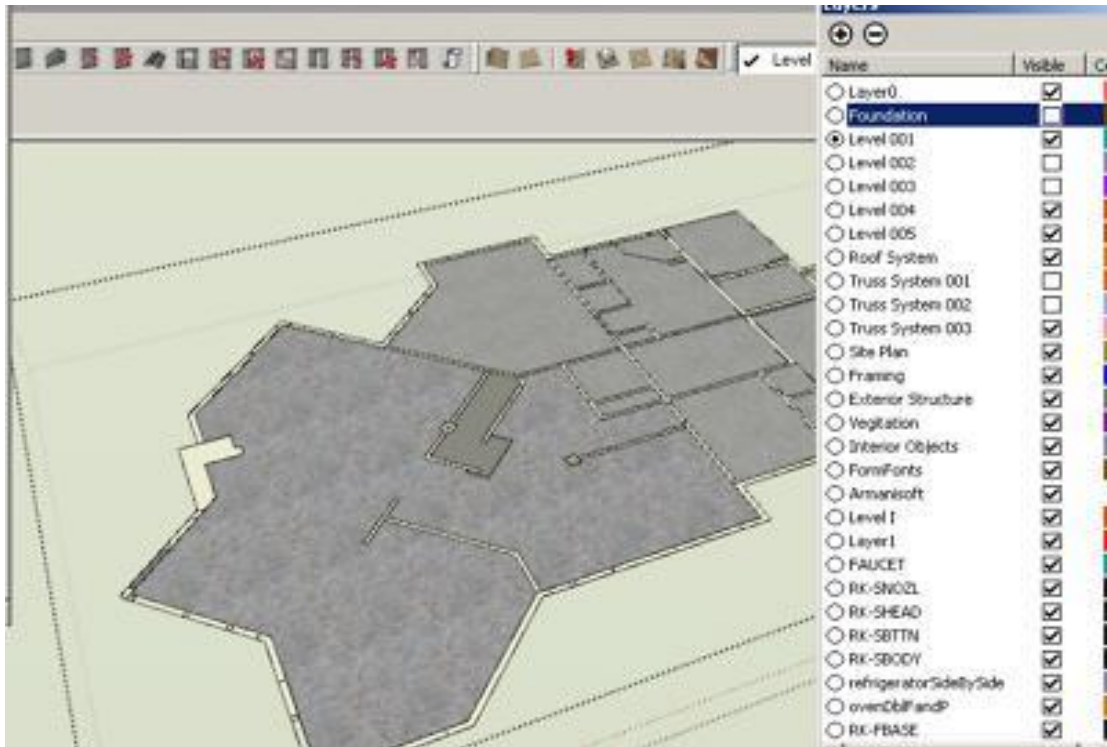 Layers
Level
Name Visible
Layer0
Foundation
Level 001
Level 002
Level 003
Level 004
Level 005
Roof System
Truss System 001
Truss System 002
Truss System 003
Site Plan
Framing
Exterior Structure
Vegitation
Interior Objects
FormFonts
Armanisoft
Level I
Layer1
FAUCET
RK-SNOZL
RK-SHEAD
RK-SBTTN
RK-SBODY
refrigeratorSideBySide
ovenDblFandP
RK-FBASE